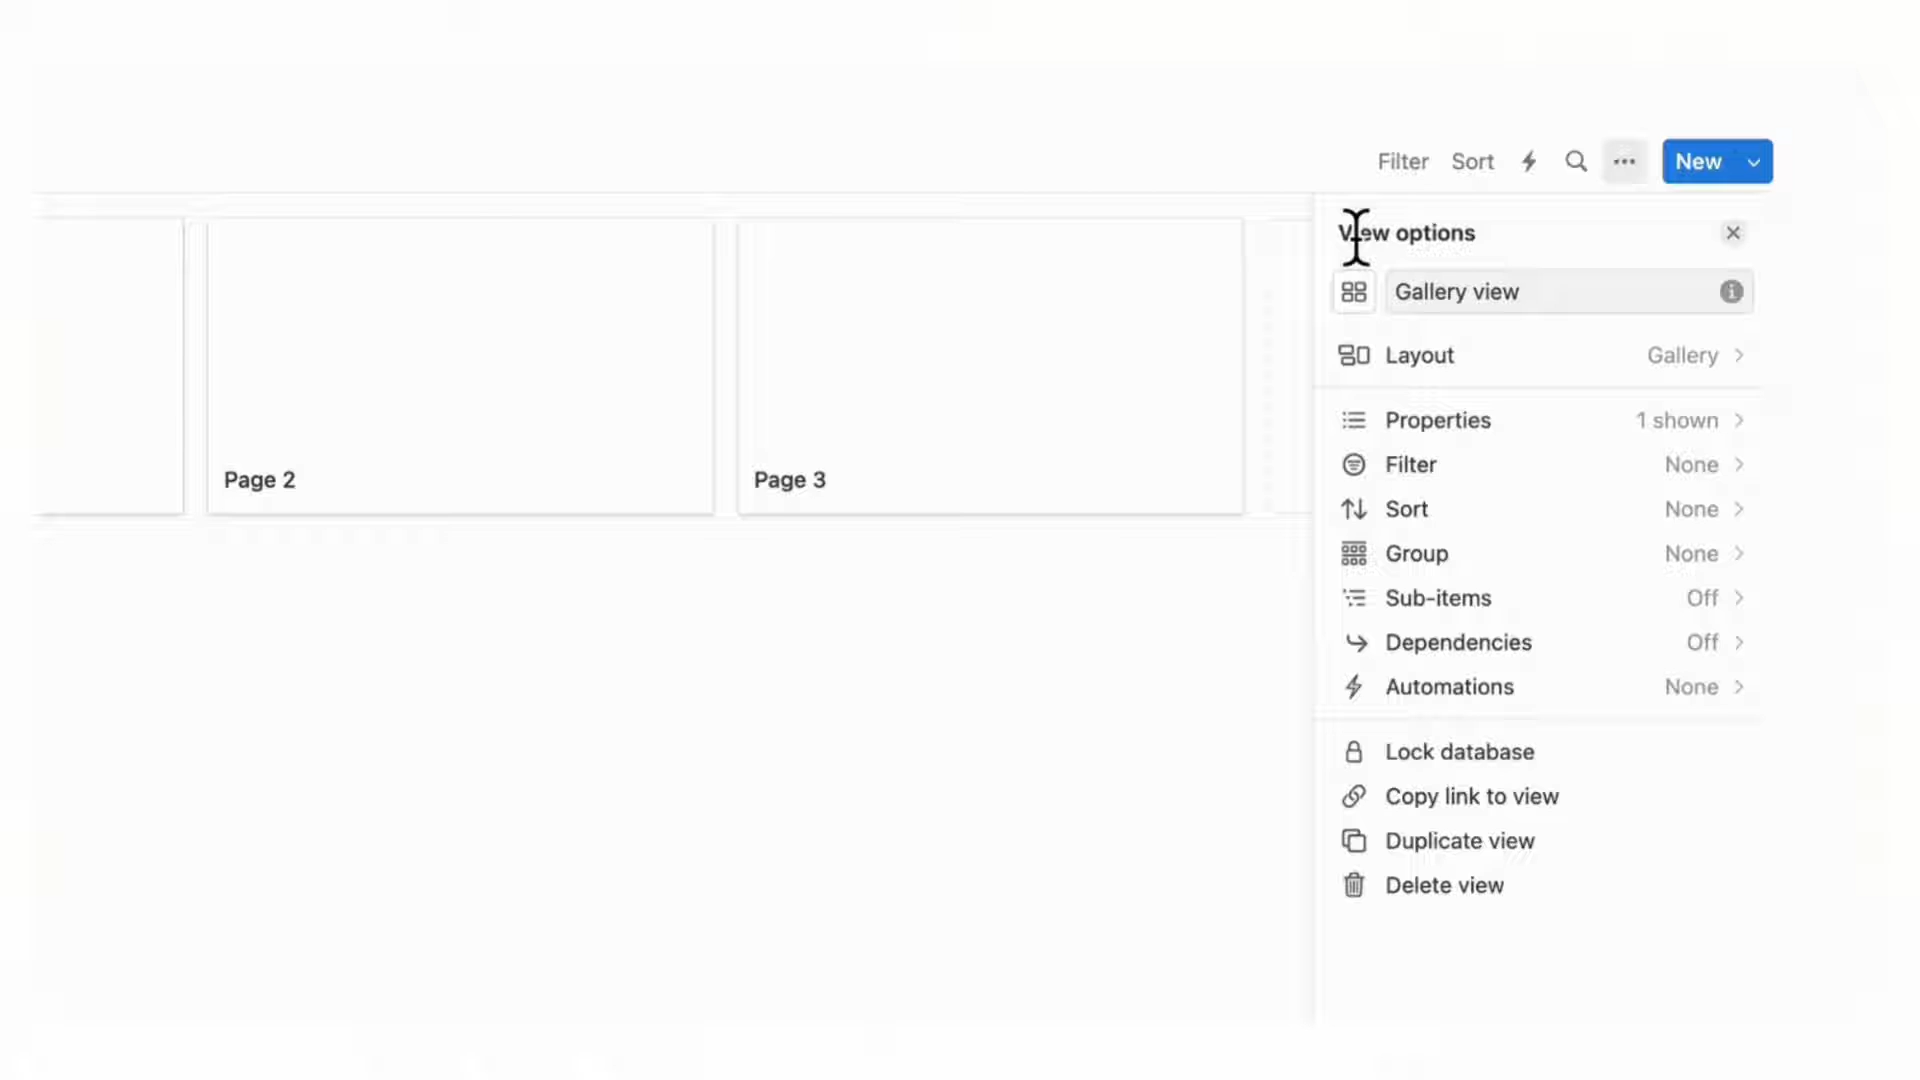 Filter Sort New
View options
Gallery view
Layout Gallery
Properties 1 shown
Filter None
Sort None
Group None
Sub-items Off
Dependencies Off
Automations None
Lock database
Copy link to view
Duplicate view
Delete view
Page 2
Page 3